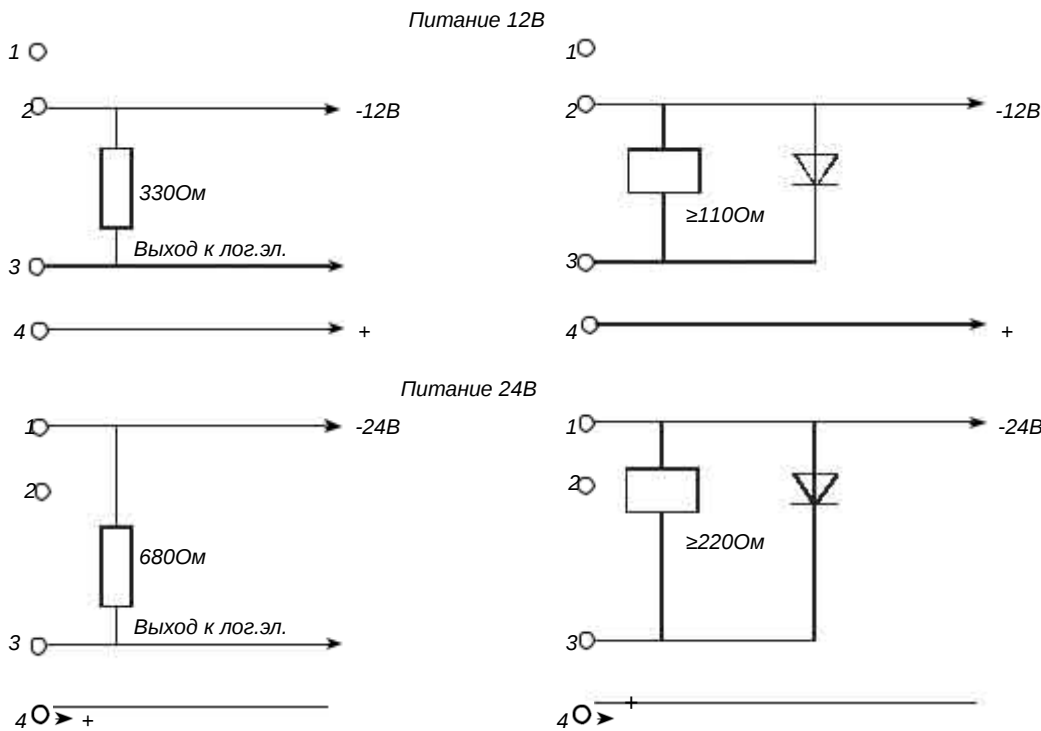 Питание 12В
1
2
-12В
330Ом
Выход к лог.эл.
3
4
+
1
2
-12В
≥110Ом
3
4
+
Питание 24В
1
-24В
2
680Ом
Выход к лог.эл.
3
4
+
1
-24В
2
≥220Ом
3
+
4